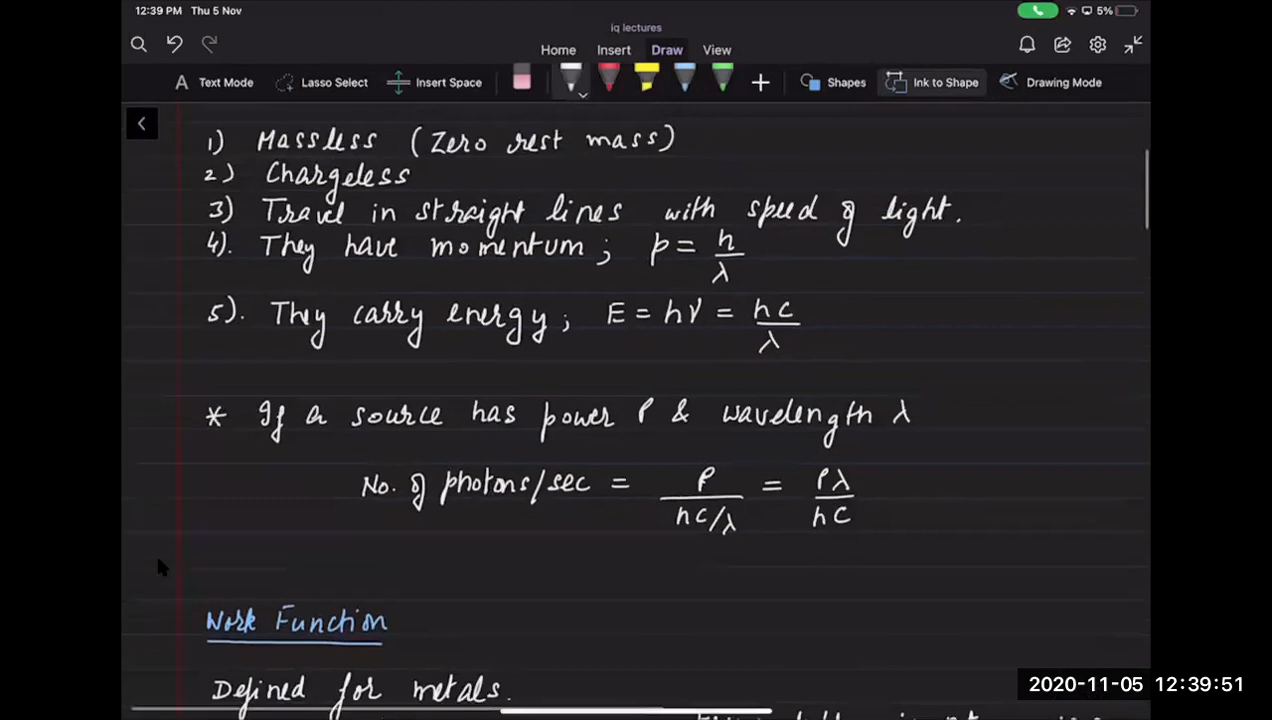 12:39 PM Thu 5 Nov
5%
iq lectures
Home Insert Draw View
Text Mode Lasso Select Insert Space Shapes Ink to Shape Drawing Mode
1) Massless (Zero rest mass)
2) Chargeless
3) Travel in straight lines with speed of light.
4). They have momentum; p = h/λ
5). They carry energy; E = hν = hc/λ
* If a source has power P & wavelength λ
No. of photons/sec = P/(hc/λ) = Pλ/hc
Work Function
Defined for metals.
2020-11-05 12:39:51